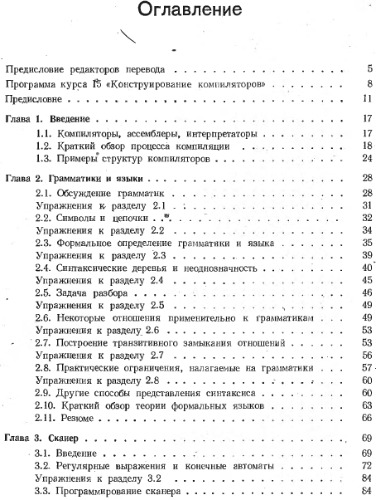 Оглавление
Предисловие редакторов перевода . . . . . . . . . . . . . 5
Программа курса I5 «Конструирование компиляторов» . . . . . . . 8
Предисловие . . . . . . . . . . . . . . . . . . . . 11
Глава 1. Введение . . . . . . . . . . . . . . . . . . 17
1.1. Компиляторы, ассемблеры, интерпретаторы . . . . . . . 17
1.2. Краткий обзор процесса компиляции . . . . . . . . . 18
1.3. Примеры структур компиляторов . . . . . . . . . . 24
Глава 2. Грамматики и языки . . . . . . . . . . . . . . 28
2.1. Обсуждение грамматик . . . . . . . . . . . . . 28
Упражнения к разделу 2.1 . . . . . . . . . . . . . 31
2.2. Символы и цепочки . . . . . . . . . . . . . . 32
Упражнения к разделу 2.2 . . . . . . . . . . . . . 34
2.3. Формальное определение грамматики и языка . . . . . . 35
Упражнения к разделу 2.3 . . . . . . . . . . . . . 39
2.4. Синтаксические деревья и неоднозначность . . . . . . . 40
Упражнения к разделу 2.4 . . . . . . . . . . . . . 45
2.5. Задача разбора . . . . . . . . . . . . . . . . 46
Упражнения к разделу 2.5 . . . . . . . . . . . . . 49
2.6. Некоторые отношения применительно к грамматикам . . . . 49
Упражнения к разделу 2.6 . . . . . . . . . . . . . 53
2.7. Построение транзитивного замыкания отношений . . . . . 53
Упражнения к разделу 2.7 . . . . . . . . . . . . . 56
2.8. Практические ограничения, налагаемые на грамматики . . . 57
Упражнения к разделу 2.8 . . . . . . . . . . . . . 60
2.9. Другие способы представления синтаксиса . . . . . . . 60
2.10. Краткий обзор теории формальных языков . . . . . . . 63
2.11. Резюме . . . . . . . . . . . . . . . . . . . 66
Глава 3. Сканер . . . . . . . . . . . . . . . . . . . 69
3.1. Введение . . . . . . . . . . . . . . . . . . 69
3.2. Регулярные выражения и конечные автоматы . . . . . . 72
Упражнения к разделу 3.2 . . . . . . . . . . . . . 84
3.3. Программирование сканера . . . . . . . . . . . . 84